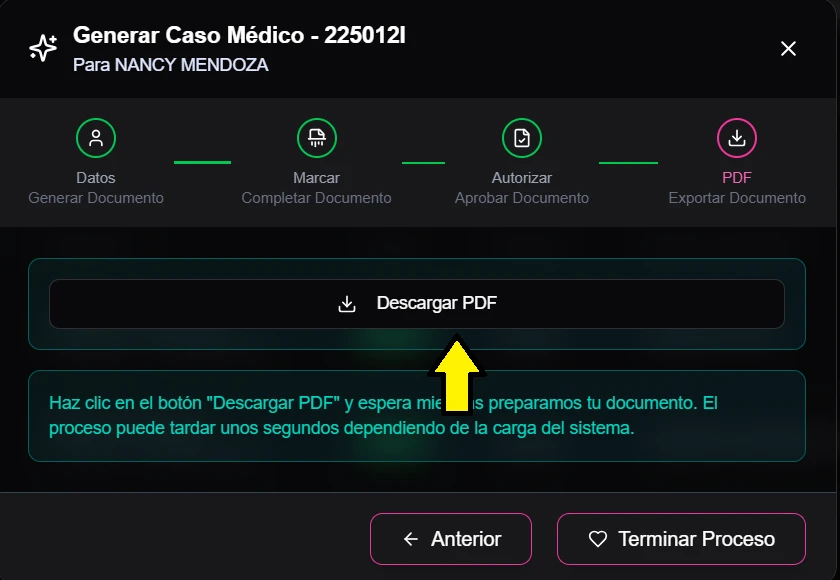 Generar Caso Médico - 225012I
Para NANCY MENDOZA
Datos
Generar Documento
Marcar
Completar Documento
Autorizar
Aprobar Documento
PDF
Exportar Documento
Descargar PDF
Haz clic en el botón "Descargar PDF" y espera preparamos tu documento. El
proceso puede tardar unos segundos dependiendo de la carga del sistema.
Anterior
Terminar Proceso